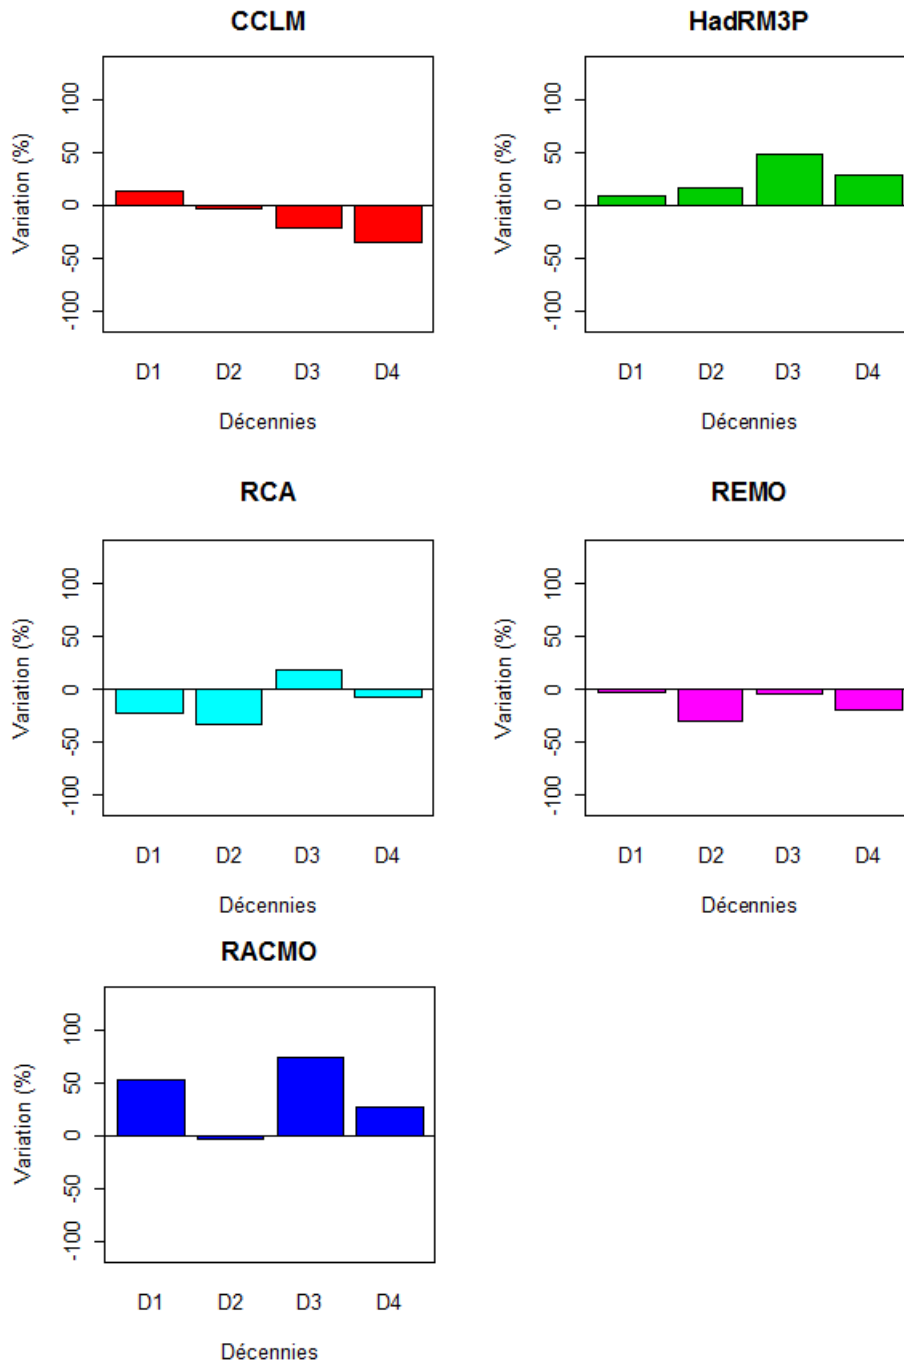 CCLM
Variation (%)
100
50
0
-50
-100
D1 D2 D3 D4
Décennies
HadRM3P
Variation (%)
100
50
0
-50
-100
D1 D2 D3 D4
Décennies
RCA
Variation (%)
100
50
0
-50
-100
D1 D2 D3 D4
Décennies
REMO
Variation (%)
100
50
0
-50
-100
D1 D2 D3 D4
Décennies
RACMO
Variation (%)
100
50
0
-50
-100
D1 D2 D3 D4
Décennies